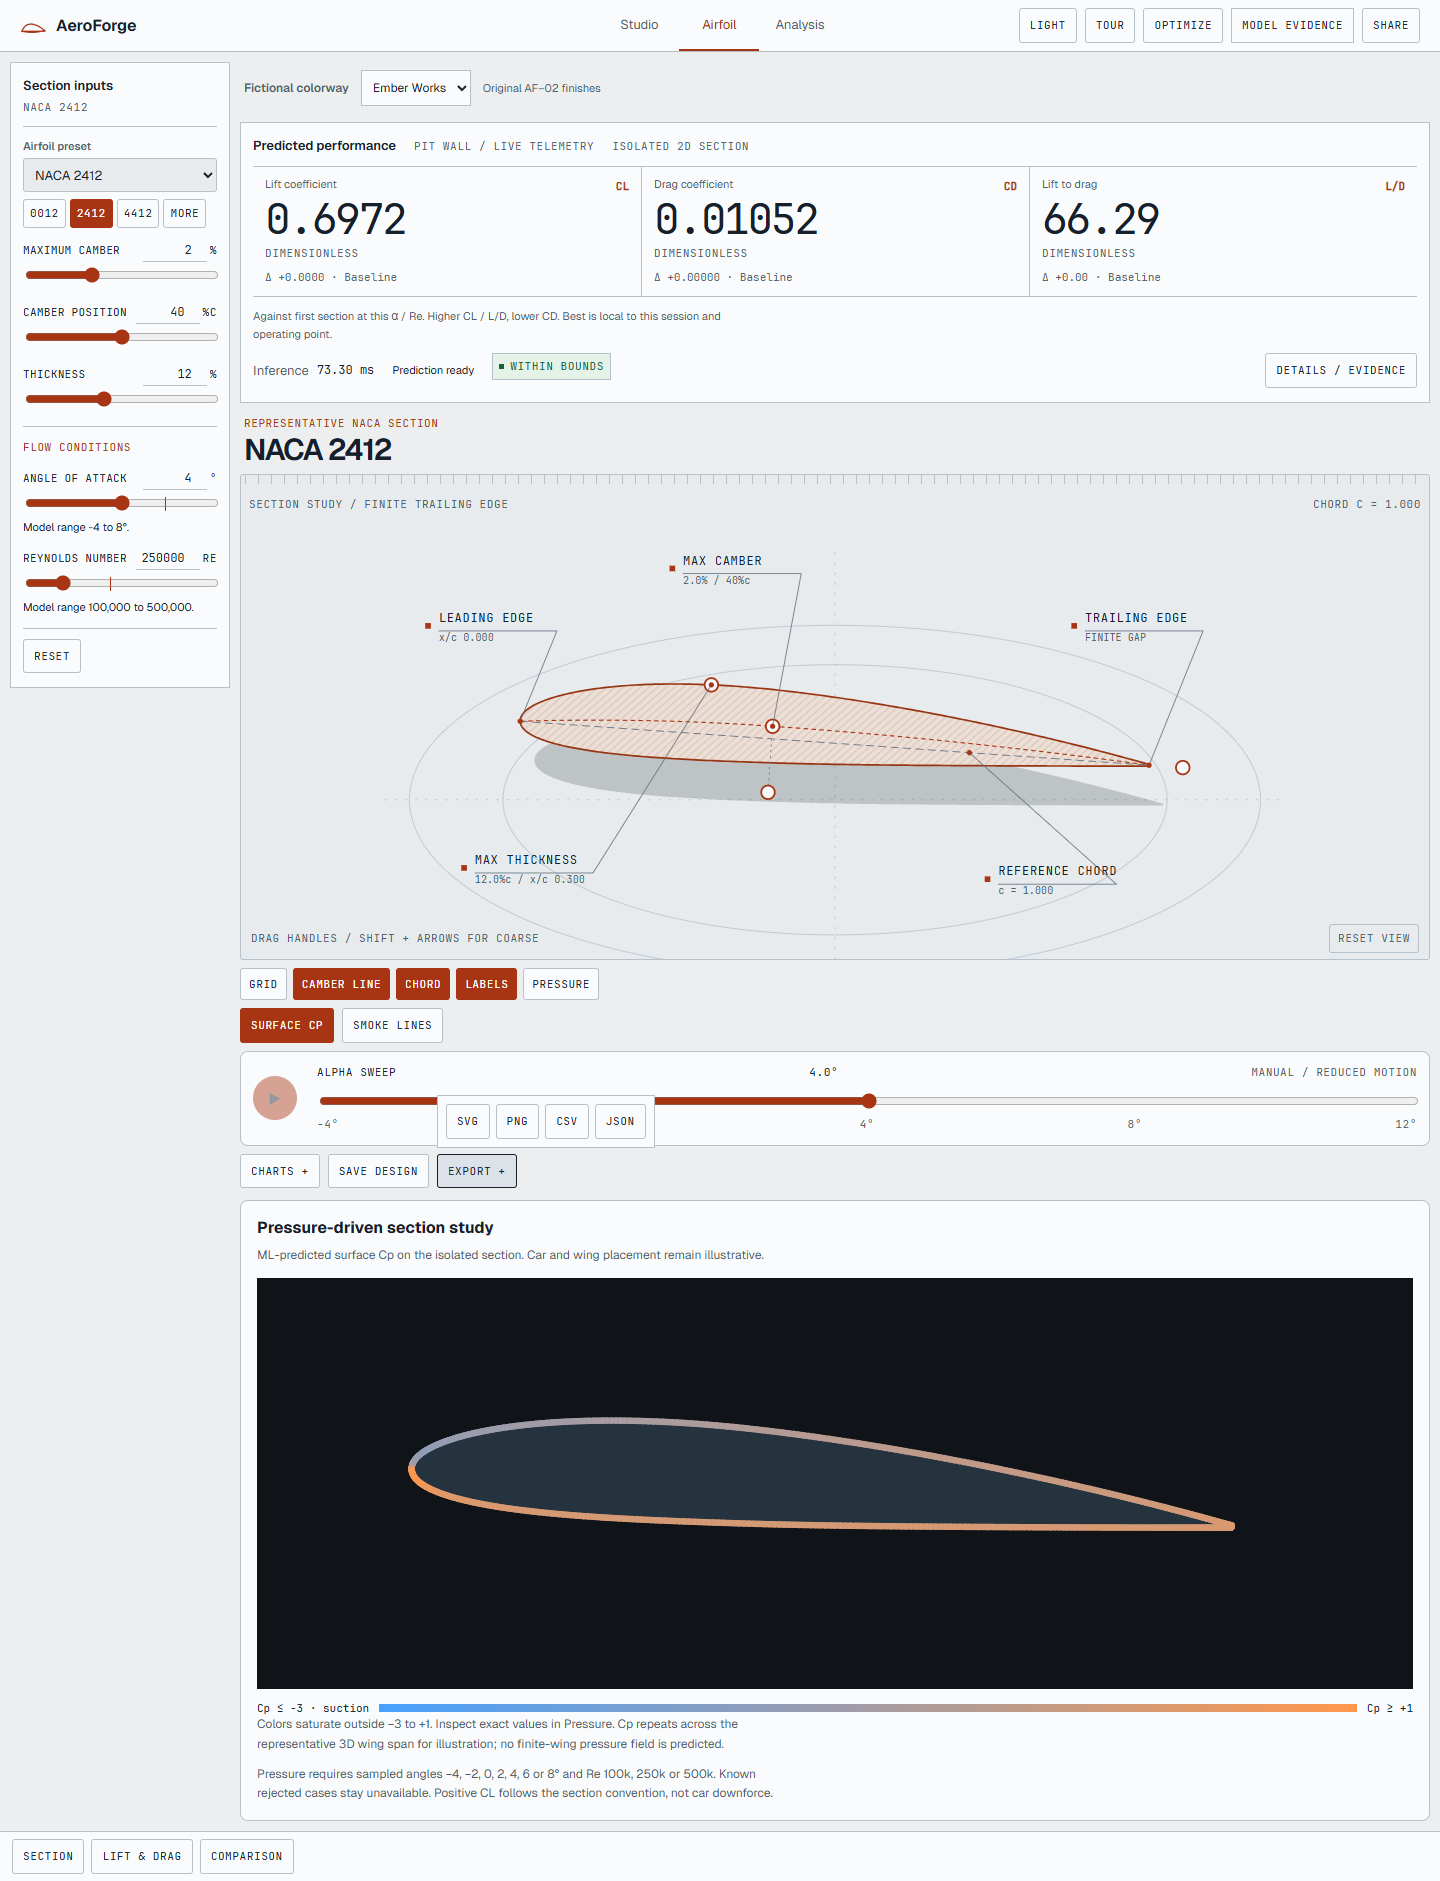 AeroForge
Studio
Airfoil
Analysis
LIGHT
TOUR
OPTIMIZE
MODEL EVIDENCE
SHARE
Section inputs
NACA 2412
Airfoil preset
NACA 2412
0012
2412
4412
MORE
MAXIMUM CAMBER 2 %
CAMBER POSITION 40 %C
THICKNESS 12 %
FLOW CONDITIONS
ANGLE OF ATTACK 4 °
Model range -4 to 8°.
REYNOLDS NUMBER 250000 RE
Model range 100,000 to 500,000.
RESET
Fictional colorway
Ember Works
Original AF-02 finishes
Predicted performance PIT WALL / LIVE TELEMETRY ISOLATED 2D SECTION
Lift coefficient CL
0.6972
DIMENSIONLESS
Δ +0.0000 · Baseline
Drag coefficient CD
0.01052
DIMENSIONLESS
Δ +0.00000 · Baseline
Lift to drag L/D
66.29
DIMENSIONLESS
Δ +0.00 · Baseline
Against first section at this α / Re. Higher CL / L/D, lower CD. Best is local to this session and
operating point.
Inference 73.30 ms Prediction ready
WITHIN BOUNDS
DETAILS / EVIDENCE
REPRESENTATIVE NACA SECTION
NACA 2412
SECTION STUDY / FINITE TRAILING EDGE
CHORD C = 1.000
MAX CAMBER
2.0% / 40%c
LEADING EDGE
x/c 0.000
TRAILING EDGE
FINITE GAP
MAX THICKNESS
12.0%c / x/c 0.300
REFERENCE CHORD
c = 1.000
DRAG HANDLES / SHIFT + ARROWS FOR COARSE
RESET VIEW
GRID
CAMBER LINE
CHORD
LABELS
PRESSURE
SURFACE CP
SMOKE LINES
ALPHA SWEEP
4.0°
MANUAL / REDUCED MOTION
-4°
4°
8°
12°
SVG
PNG
CSV
JSON
CHARTS +
SAVE DESIGN
EXPORT +
Pressure-driven section study
ML-predicted surface Cp on the isolated section. Car and wing placement remain illustrative.
Cp ≤ -3 · suction
Cp ≥ +1
Colors saturate outside −3 to +1. Inspect exact values in Pressure. Cp repeats across the
representative 3D wing span for illustration; no finite-wing pressure field is predicted.
Pressure requires sampled angles −4, −2, 0, 2, 4, 6 or 8° and Re 100k, 250k or 500k. Known
rejected cases stay unavailable. Positive CL follows the section convention, not car downforce.
SECTION
LIFT & DRAG
COMPARISON